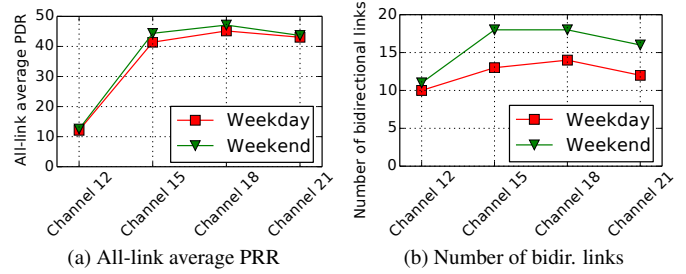 All-link average PDR
50
40
30
20
10
0
Weekday
Weekend
Channel 12
Channel 15
Channel 18
Channel 21
(a) All-link average PRR
Number of bidirectional links
20
15
10
5
0
Weekday
Weekend
Channel 12
Channel 15
Channel 18
Channel 21
(b) Number of bidir. links